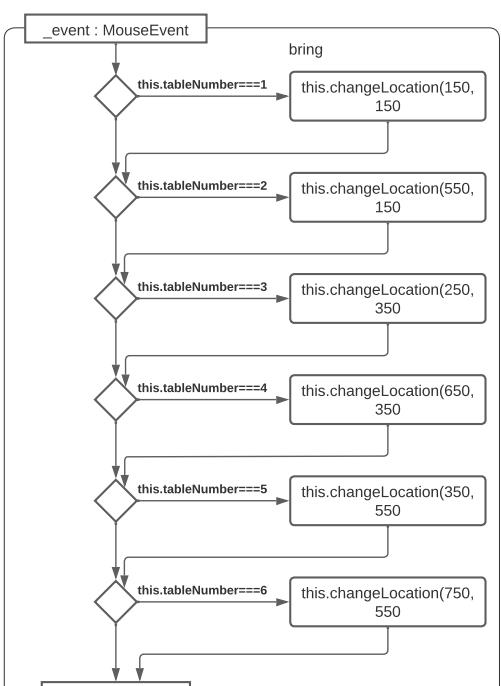 _event : MouseEvent
bring
this.tableNumber===1
this.changeLocation(150,
150
this.tableNumber===2
this.changeLocation(550,
150
this.tableNumber===3
this.changeLocation(250,
350
this.tableNumber===4
this.changeLocation(650,
350
this.tableNumber===5
this.changeLocation(350,
550
this.tableNumber===6
this.changeLocation(750,
550